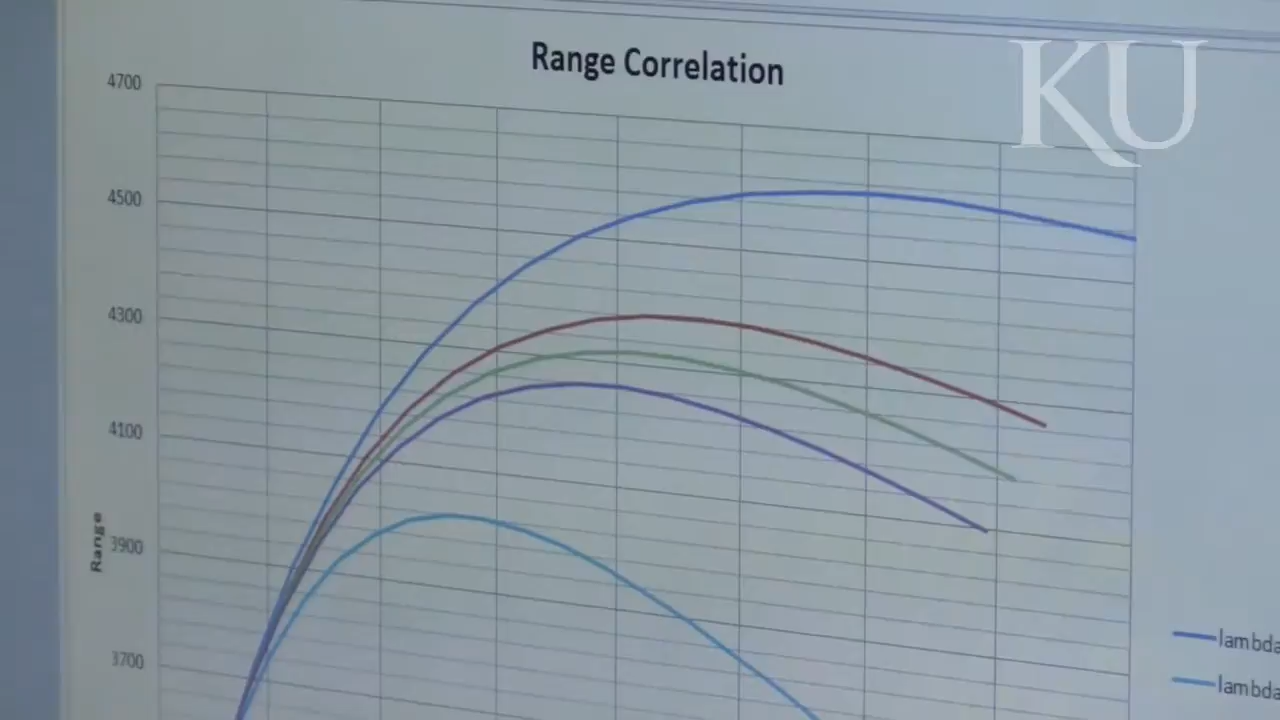 Range Correlation
KU
4700
4500
4300
4100
3900
3700
Range
lambda
lambda